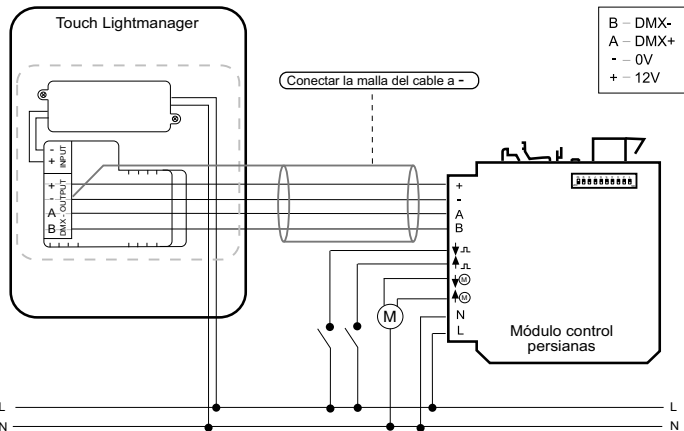 Touch Lightmanager
B - DMX-
A - DMX+
- - 0V
+ - 12V
Conectar la malla del cable a -
-
+
INPUT
+
-
A
B
DMX - OUTPUT
+
-
A
B
M
M
N
L
M
Módulo control
persianas
L
N
L
N